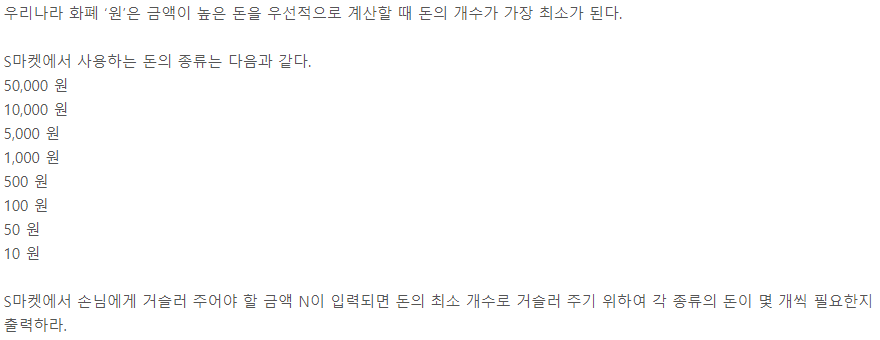 우리나라 화폐 ‘원’은 금액이 높은 돈을 우선적으로 계산할 때 돈의 개수가 가장 최소가 된다.
S마켓에서 사용하는 돈의 종류는 다음과 같다.
50,000 원
10,000 원
5,000 원
1,000 원
500 원
100 원
50 원
10 원
S마켓에서 손님에게 거슬러 주어야 할 금액 N이 입력되면 돈의 최소 개수로 거슬러 주기 위하여 각 종류의 돈이 몇 개씩 필요한지
출력하라.